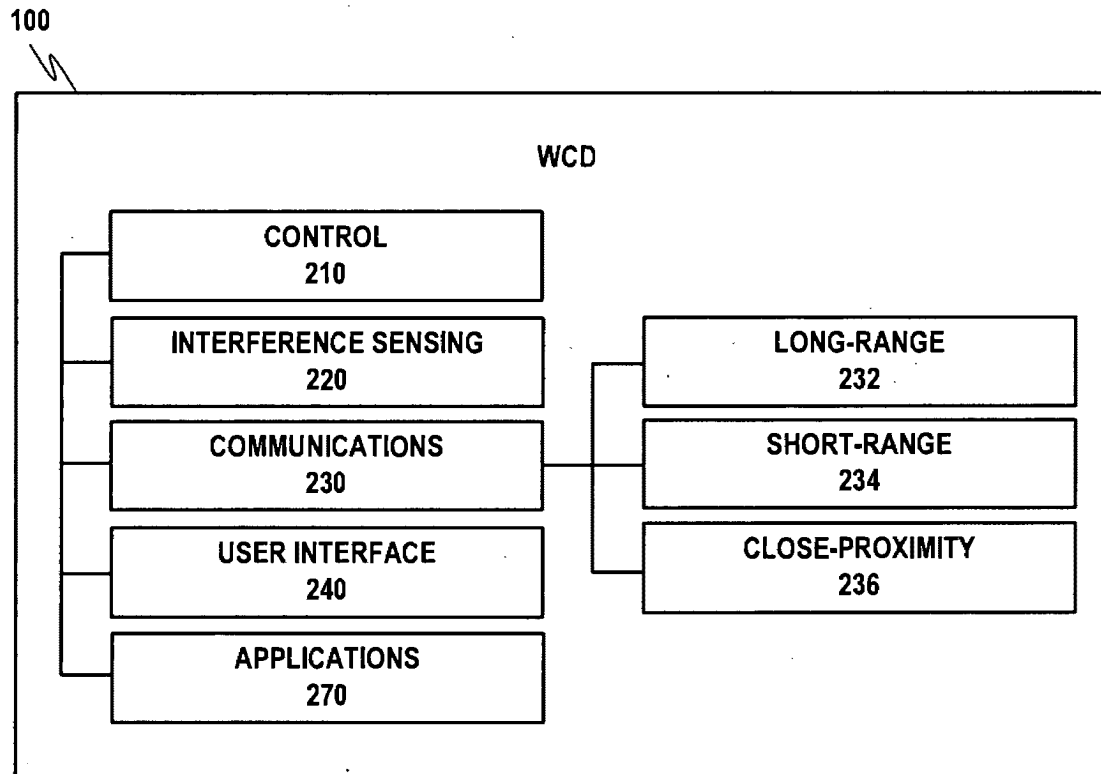 100
WCD
CONTROL
210
INTERFERENCE SENSING
220
COMMUNICATIONS
230
USER INTERFACE
240
APPLICATIONS
270
LONG-RANGE
232
SHORT-RANGE
234
CLOSE-PROXIMITY
236